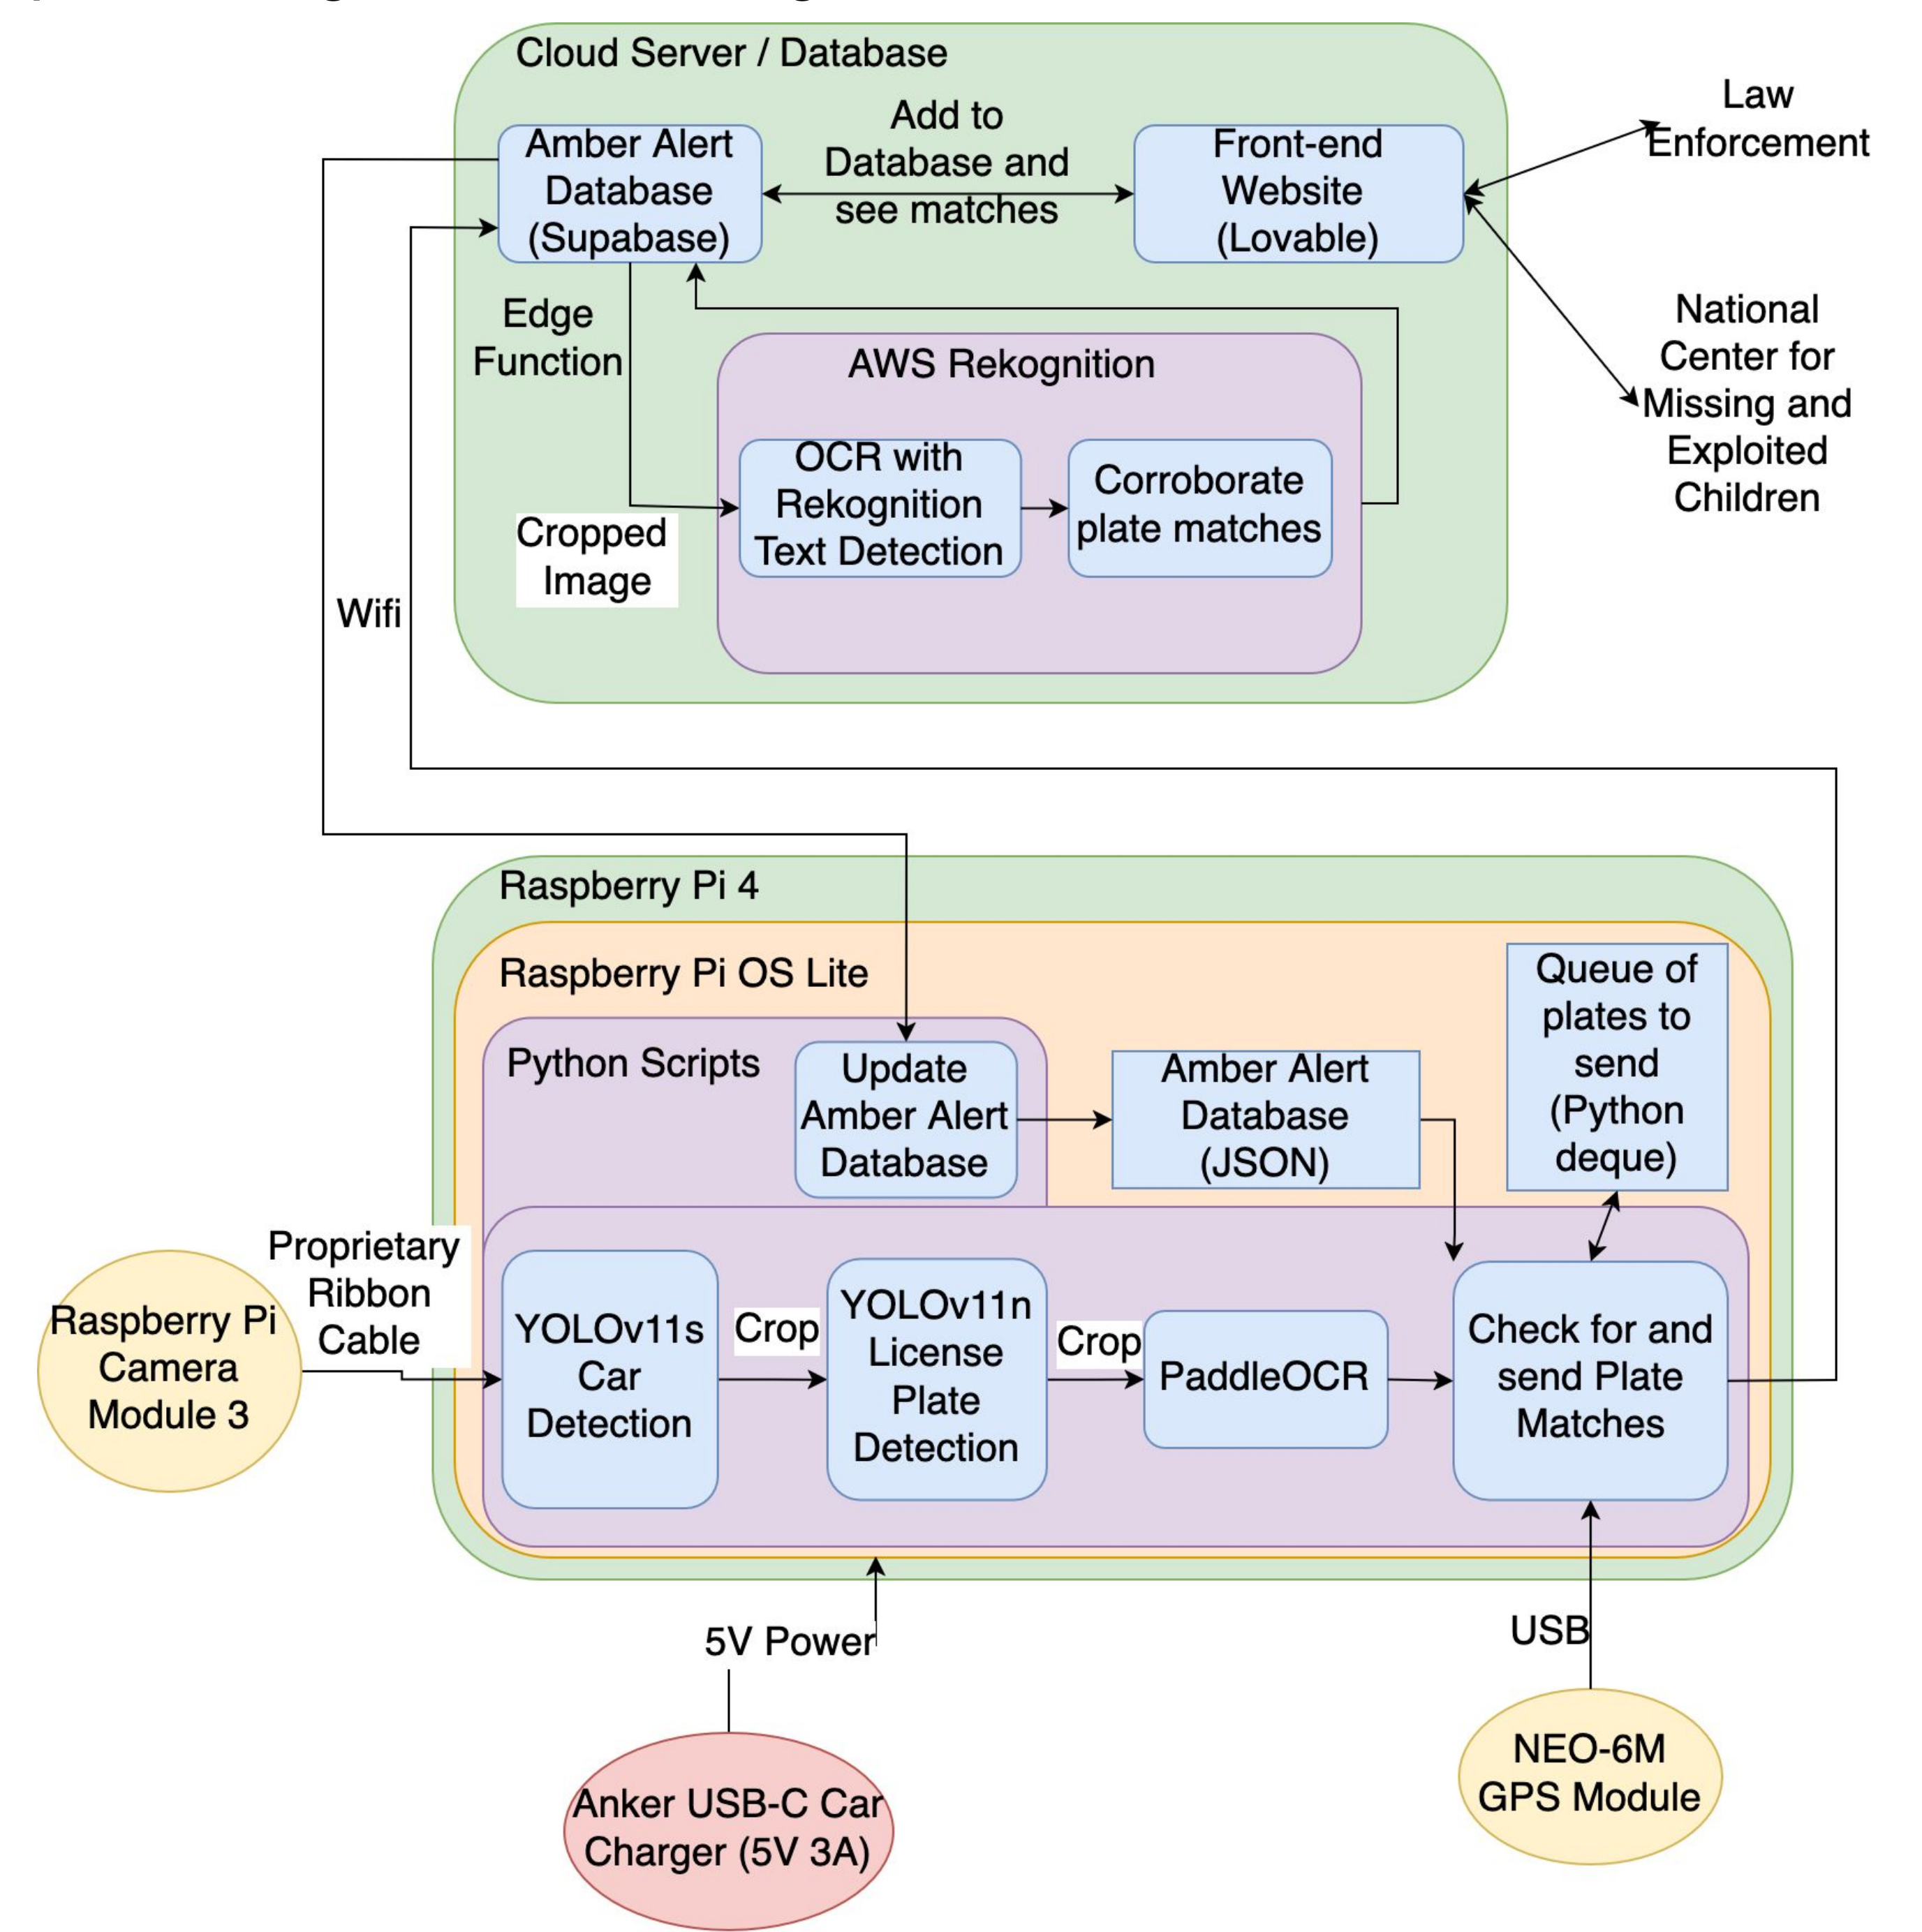 Cloud Server / Database
Amber Alert
Database
(Supabase)
Add to
Database and
see matches
Front-end
Website
(Lovable)
Law
Enforcement
National
Center for
Missing and
Exploited
Children
Edge
Function
AWS Rekognition
OCR with
Rekognition
Text Detection
Corroborate
plate matches
Cropped
Image
Wifi
Raspberry Pi 4
Raspberry Pi OS Lite
Python Scripts
Update
Amber Alert
Database
Amber Alert
Database
(JSON)
Queue of
plates to
send
(Python
deque)
Proprietary
Ribbon
Cable
Raspberry Pi
Camera
Module 3
YOLOv11s
Car
Detection
Crop
YOLOv11n
License
Plate
Detection
Crop
PaddleOCR
Check for and
send Plate
Matches
5V Power
USB
Anker USB-C Car
Charger (5V 3A)
NEO-6M
GPS Module